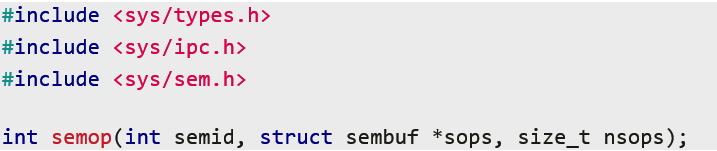 #include <sys/types.h>
#include <sys/ipc.h>
#include <sys/sem.h>
int semop(int semid, struct sembuf *sops, size_t nsops);